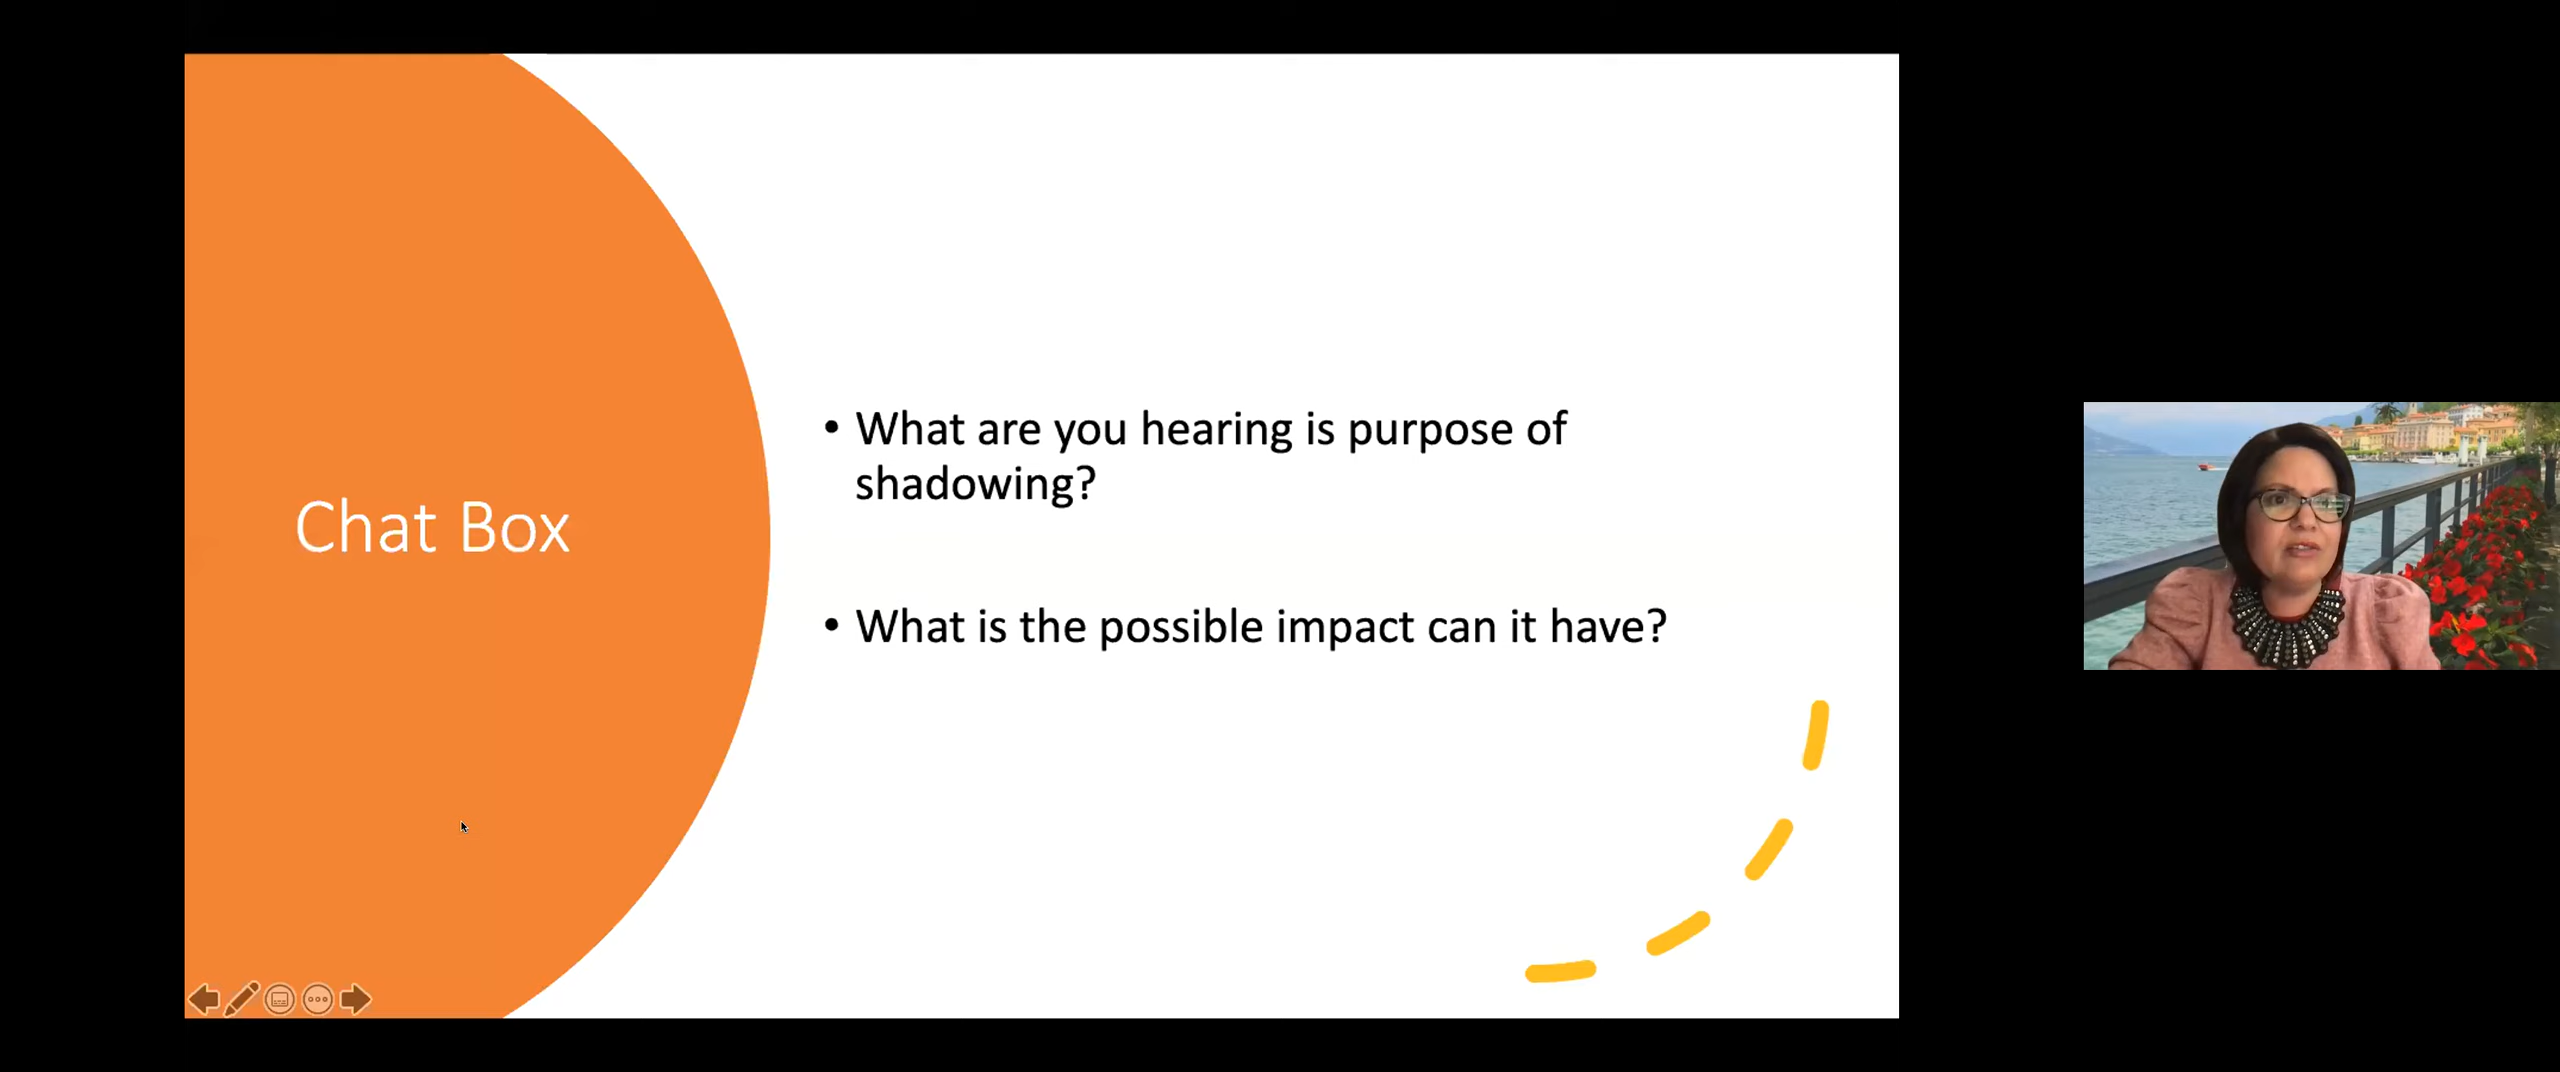 Chat Box
• What are you hearing is purpose of
shadowing?
• What is the possible impact can it have?